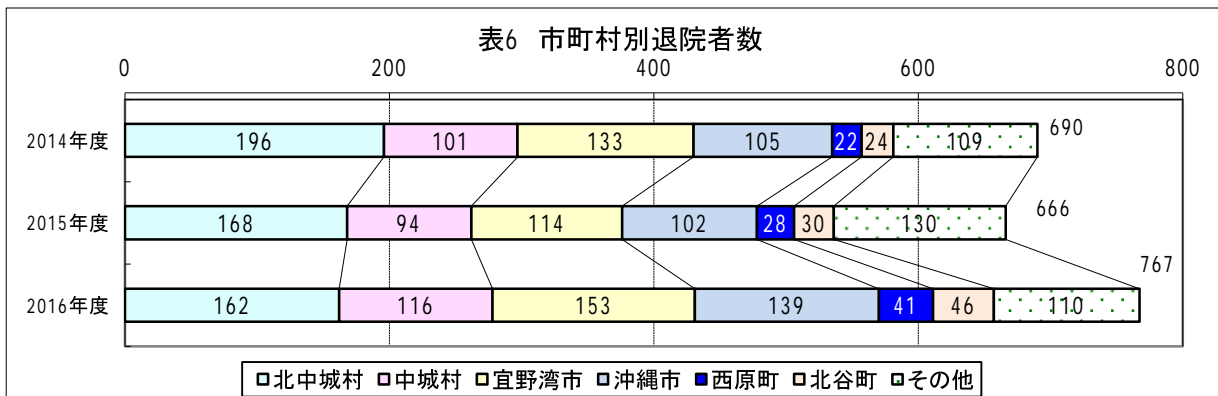 表6 市町村別退院者数
0 200 400 600 800
2014年度 196 101 133 105 22 24 109 690
2015年度 168 94 114 102 28 30 130 666
767
2016年度 162 116 153 139 41 46 110
北中城村 中城村 宜野湾市 沖縄市 西原町 北谷町 その他